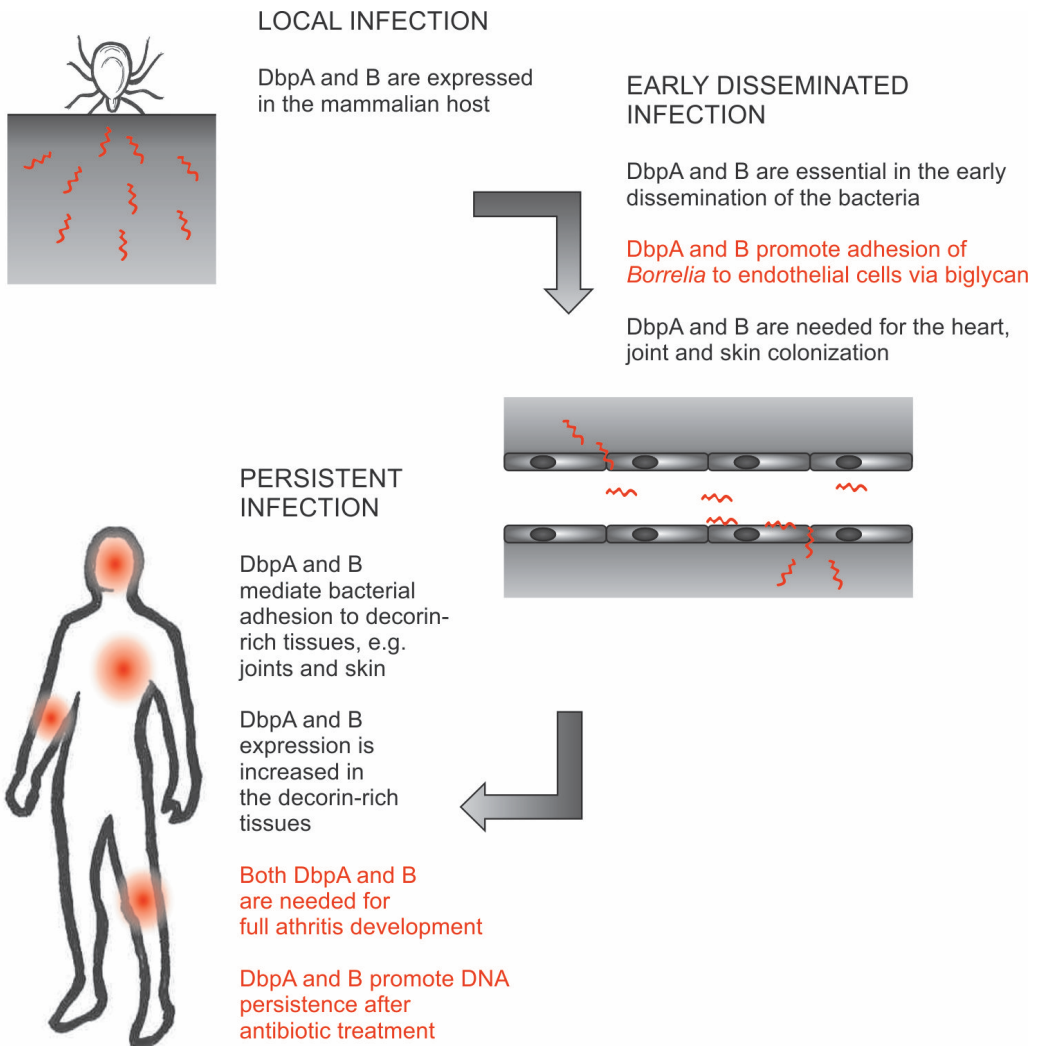 LOCAL INFECTION
DbpA and B are expressed
in the mammalian host
EARLY DISSEMINATED
INFECTION
DbpA and B are essential in the early
dissemination of the bacteria
DbpA and B promote adhesion of
Borrelia to endothelial cells via biglycan
DbpA and B are needed for the heart,
joint and skin colonization
PERSISTENT
INFECTION
DbpA and B
mediate bacterial
adhesion to decorin-
rich tissues, e.g.
joints and skin
DbpA and B
expression is
increased in
the decorin-rich
tissues
Both DbpA and B
are needed for
full athritis development
DbpA and B promote DNA
persistence after
antibiotic treatment